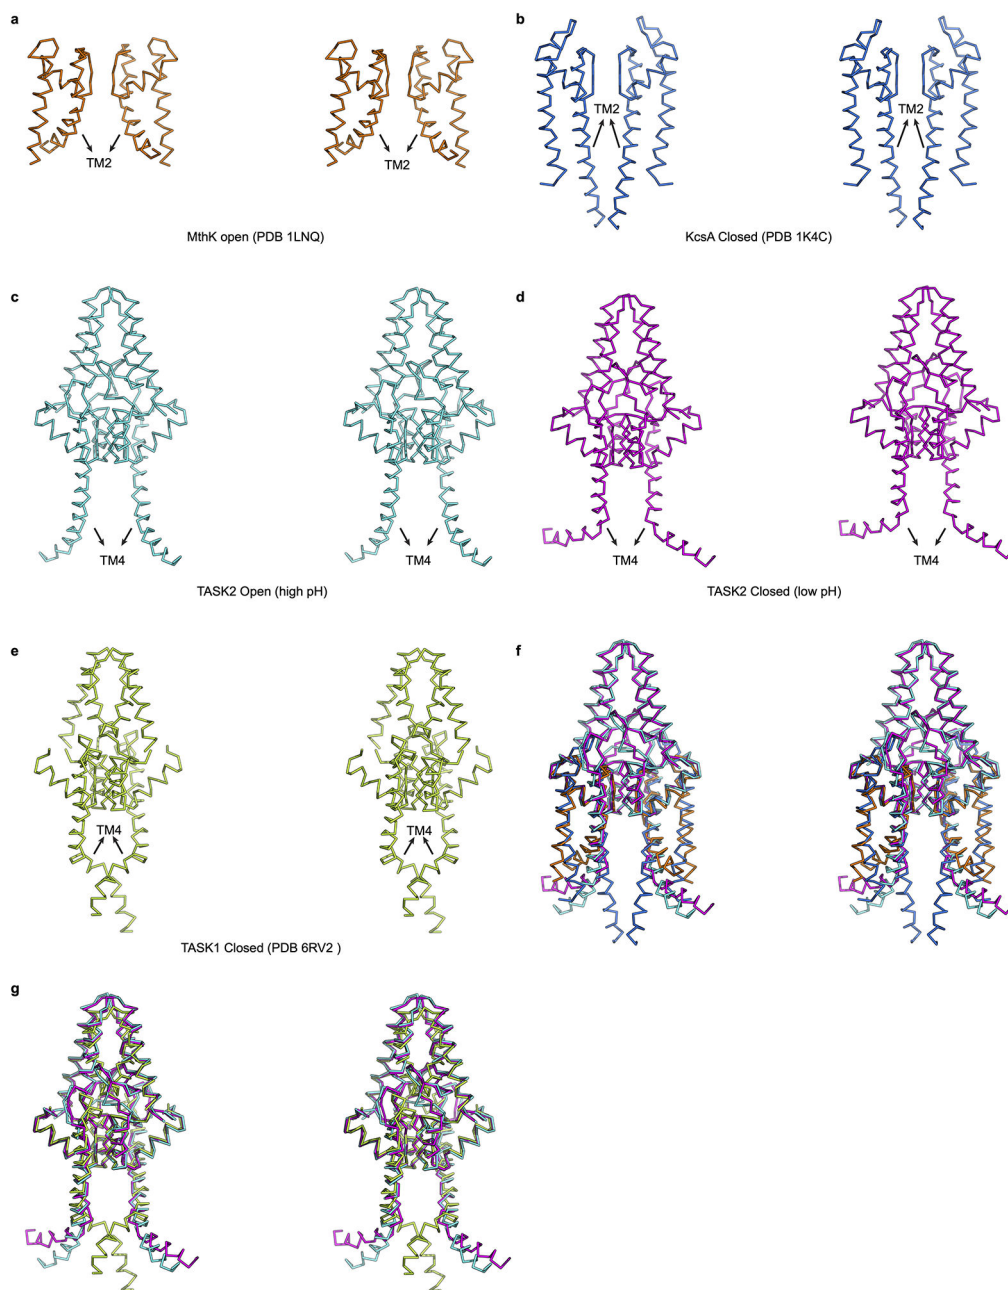 a
b
TM2
TM2
TM2
TM2
MthK open (PDB 1LNQ)
KcsA Closed (PDB 1K4C)
c
d
TM4
TM4
TM4
TM4
TASK2 Open (high pH)
TASK2 Closed (low pH)
e
f
TM4
TM4
TASK1 Closed (PDB 6RV2 )
g